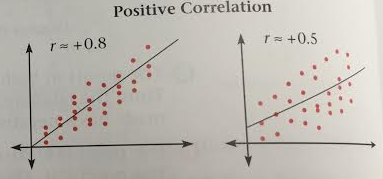 Positive Correlation
r ≈ +0.8
r ≈ +0.5